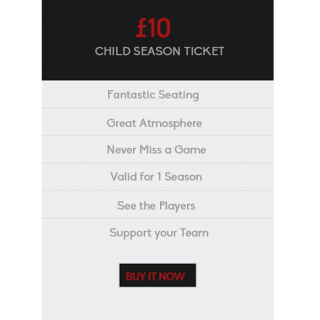 £10
CHILD SEASON TICKET
Fantastic Seating
Great Atmosphere
Never Miss a Game
Valid for 1 Season
See the Players
Support your Team
BUY IT NOW